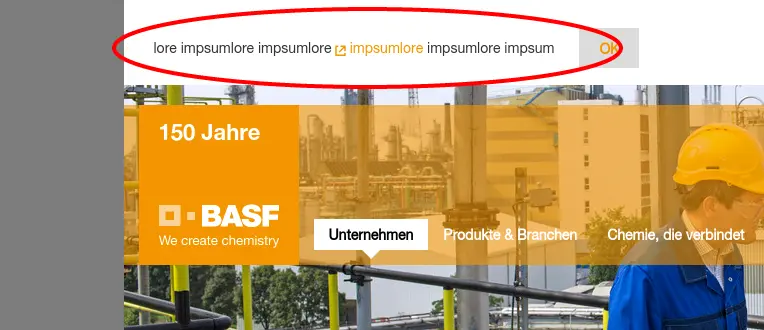 lore impsumlore impsumlore impsumlore impsumlore impsum
OK
150 Jahre
BASF
We create chemistry
Unternehmen
Produkte & Branchen
Chemie, die verbindet